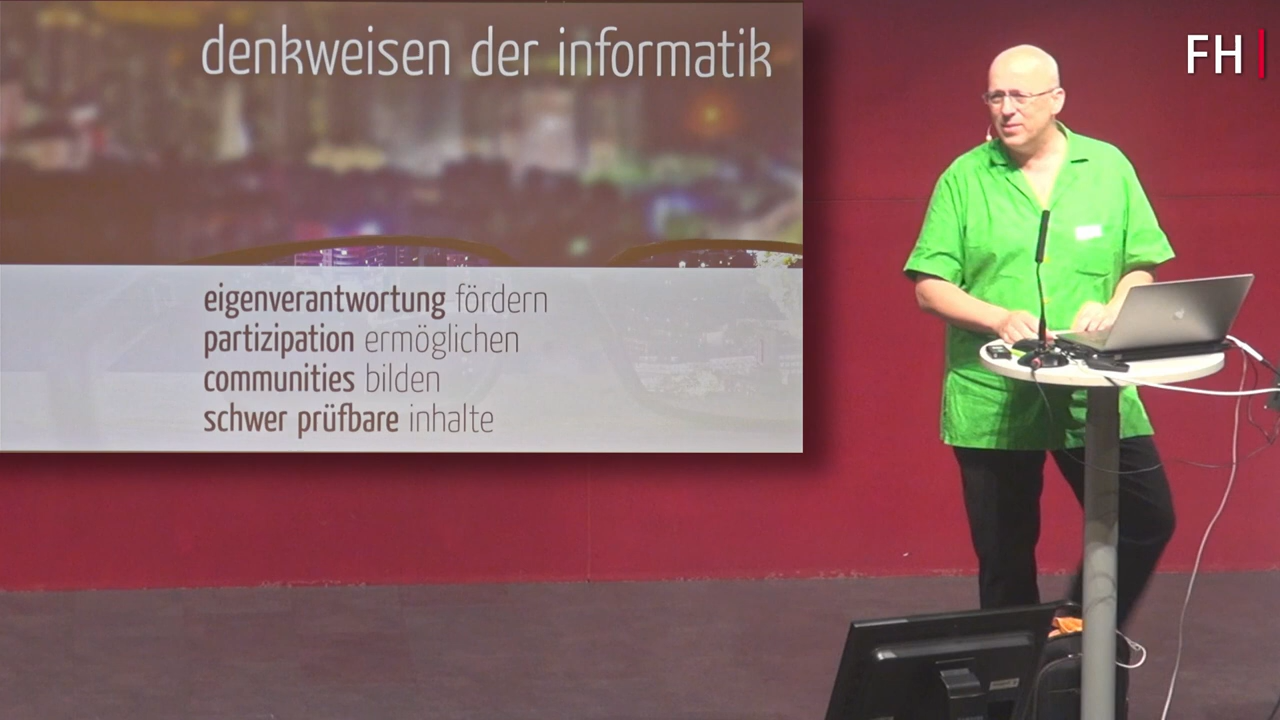 denkweisen der informatik
FH
eigenverantwortung fördern
partizipation ermöglichen
communities bilden
schwer prüfbare inhalte